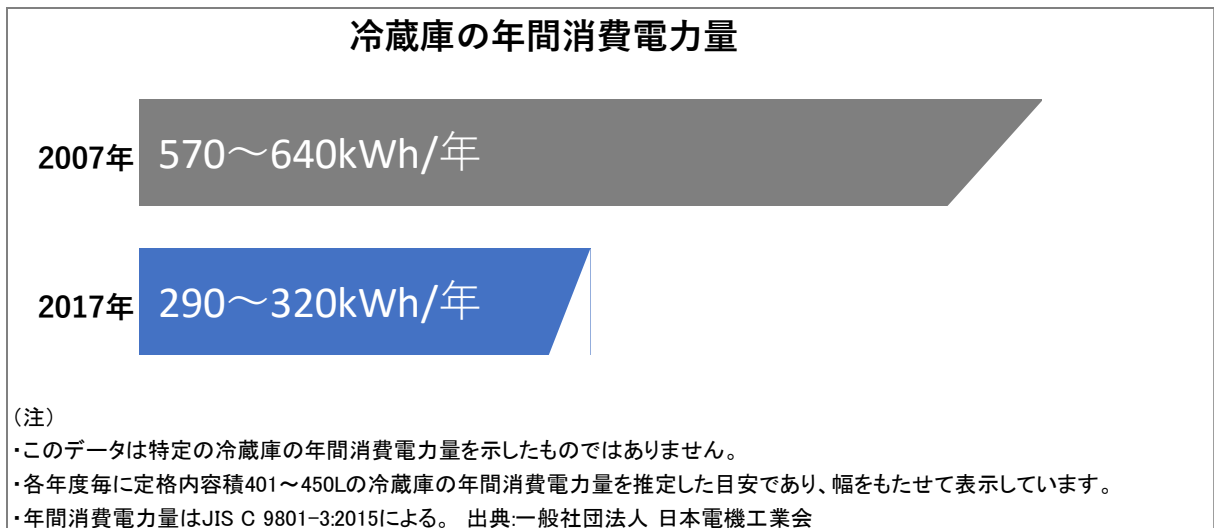 冷蔵庫の年間消費電力量
2007年 570～640kWh/年
2017年 290～320kWh/年
（注）
・このデータは特定の冷蔵庫の年間消費電力量を示したものではありません。
・各年度毎に定格内容積401～450Lの冷蔵庫の年間消費電力量を推定した目安であり、幅をもたせて表示しています。
・年間消費電力量はJIS C 9801-3:2015による。 出典:一般社団法人 日本電機工業会